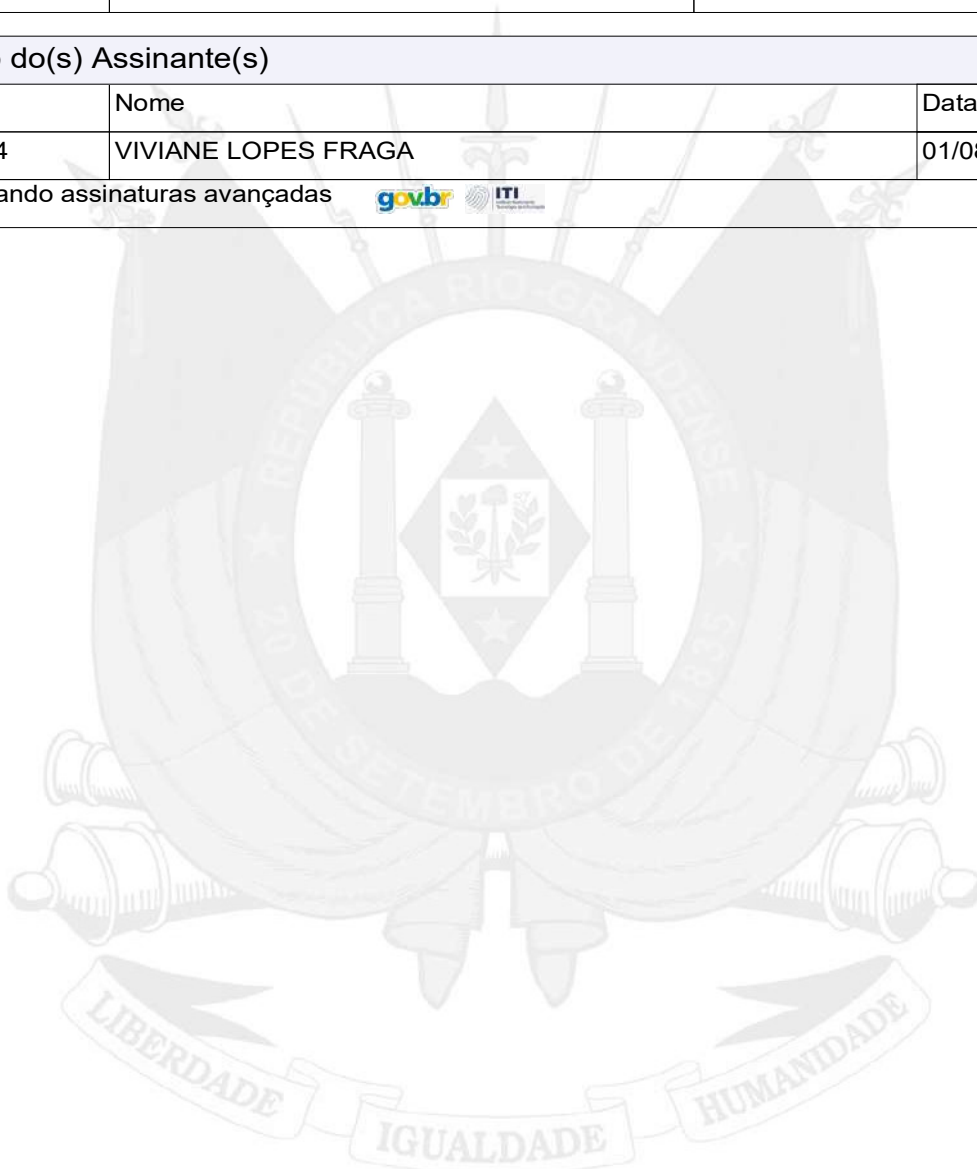 do(s) Assinante(s)
Nome
Data
4
VIVIANE LOPES FRAGA
01/08
ando assinaturas avançadas gov.br ITI
REPÚBLICA RIO-GRANDENSE
20 DE SETEMBRO DE 1835
LIBERDADE
IGUALDADE
HUMANIDADE